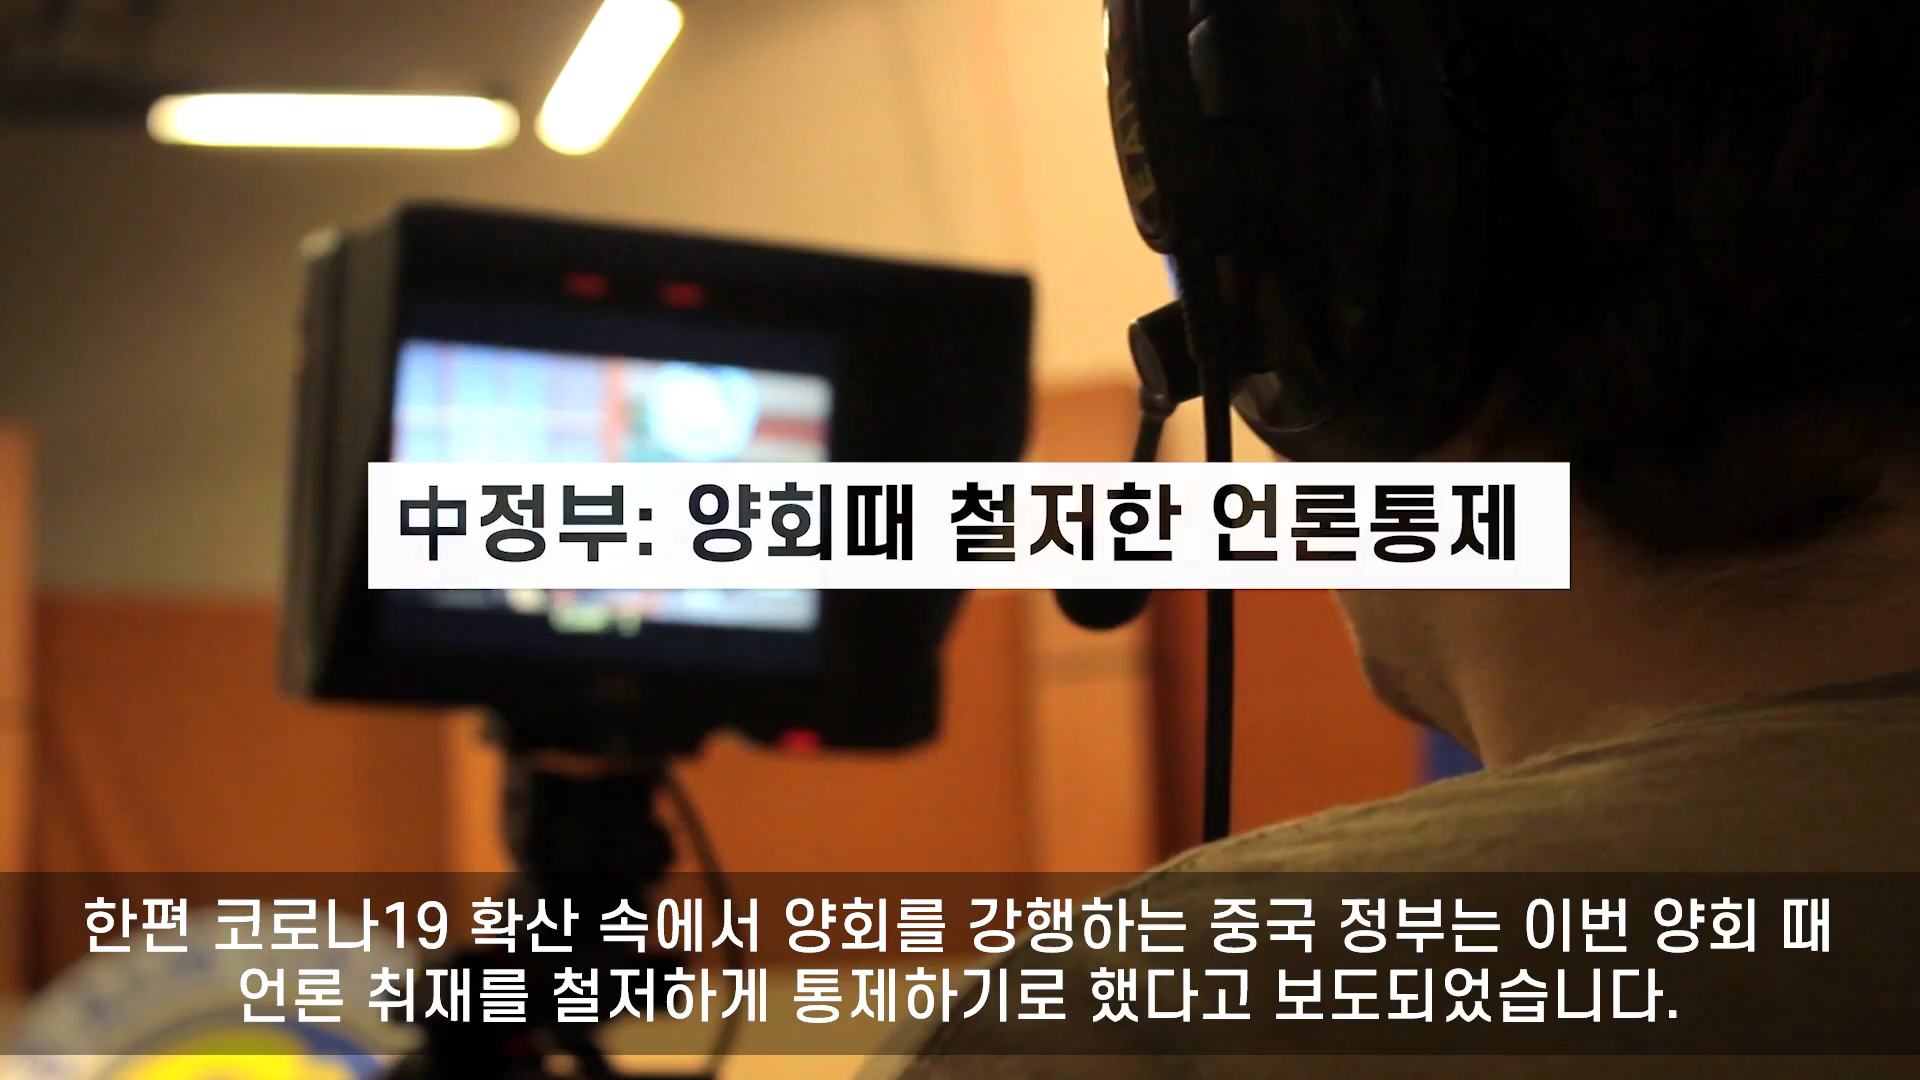 中정부: 양회때 철저한 언론통제
한편 코로나19 확산 속에서 양회를 강행하는 중국 정부는 이번 양회 때
언론 취재를 철저하게 통제하기로 했다고 보도되었습니다.